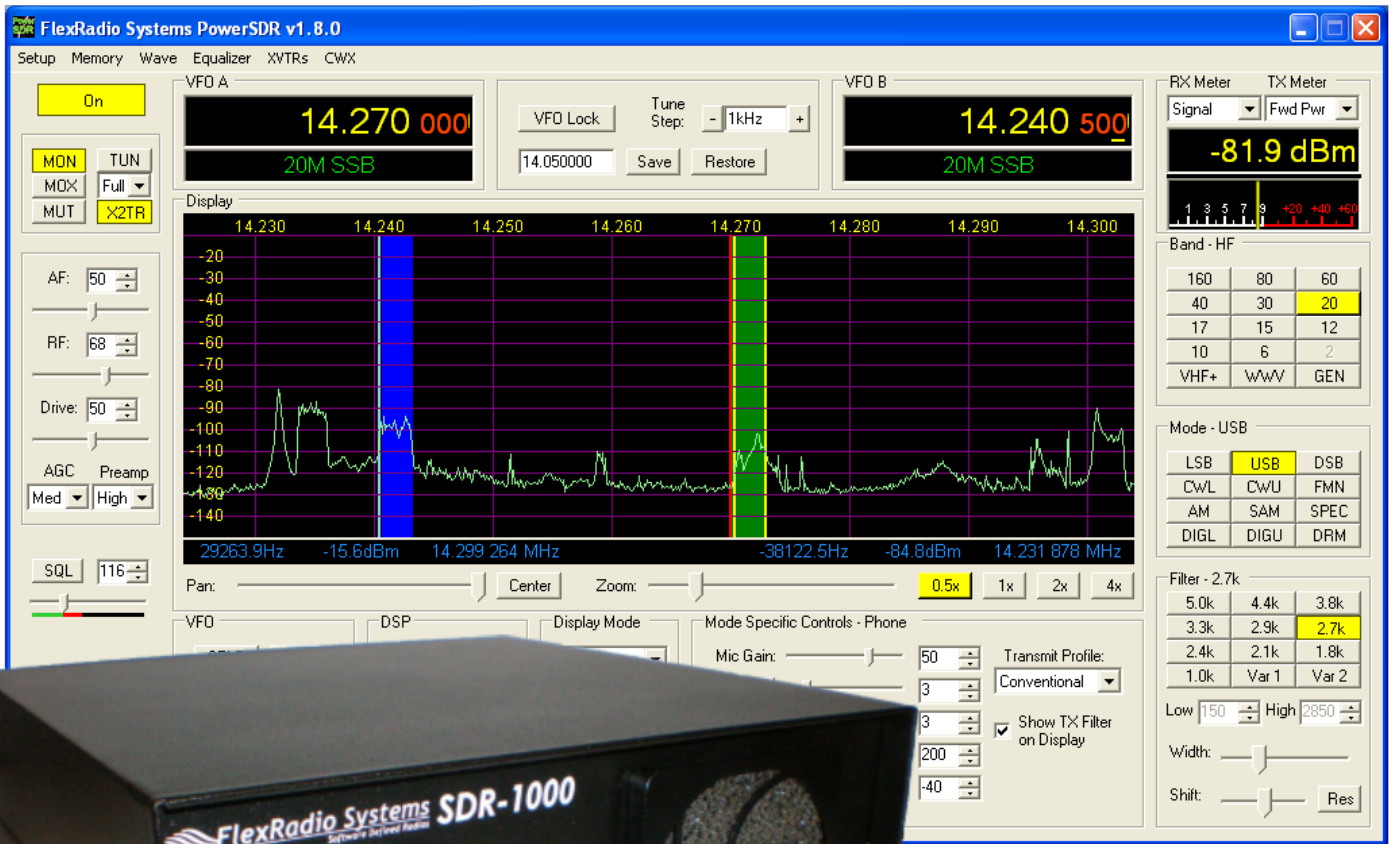 FlexRadio Systems PowerSDR v1.8.0
Setup Memory Wave Equalizer XVTRs CWX
On
MON TUN
MOX Full
MUT X2TR
AF: 50
RF: 68
Drive: 50
AGC Preamp
Med High
SQL 116
VFO A
14.270 000
20M SSB
VFO Lock
Tune
Step: - 1kHz +
14.050000 Save Restore
VFO B
14.240 500
20M SSB
Display
14.230 14.240 14.250 14.260 14.270 14.280 14.290 14.300
-20
-30
-40
-50
-60
-70
-80
-90
-100
-110
-120
-130
-140
29263.9Hz -15.6dBm 14.299 264 MHz -38122.5Hz -84.8dBm 14.231 878 MHz
Pan: Center Zoom: 0.5x 1x 2x 4x
VFO
DSP
Display Mode
Mode Specific Controls - Phone
Mic Gain: 50
3
3
200
-40
Transmit Profile:
Conventional
Show TX Filter
on Display
RX Meter TX Meter
Signal Fwd Pwr
-81.9 dBm
1 3 5 7 9 +20 +40 +60
Band - HF
160 80 60
40 30 20
17 15 12
10 6 2
VHF+ WWV GEN
Mode - USB
LSB USB DSB
CWL CWU FMN
AM SAM SPEC
DIGL DIGU DRM
Filter - 2.7k
5.0k 4.4k 3.8k
3.3k 2.9k 2.7k
2.4k 2.1k 1.8k
1.0k Var 1 Var 2
Low 150 High 2850
Width:
Shift: Res
FlexRadio Systems SDR-1000
Software Defined Radios